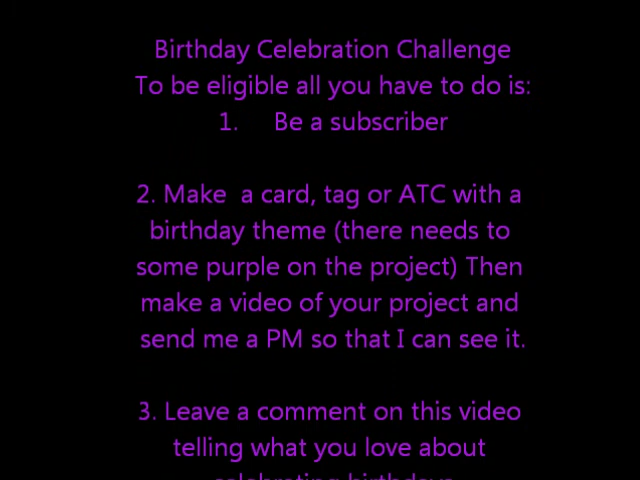 Birthday Celebration Challenge
To be eligible all you have to do is:
1. Be a subscriber
2. Make a card, tag or ATC with a
birthday theme (there needs to
some purple on the project) Then
make a video of your project and
send me a PM so that I can see it.
3. Leave a comment on this video
telling what you love about
celebrating birthdays